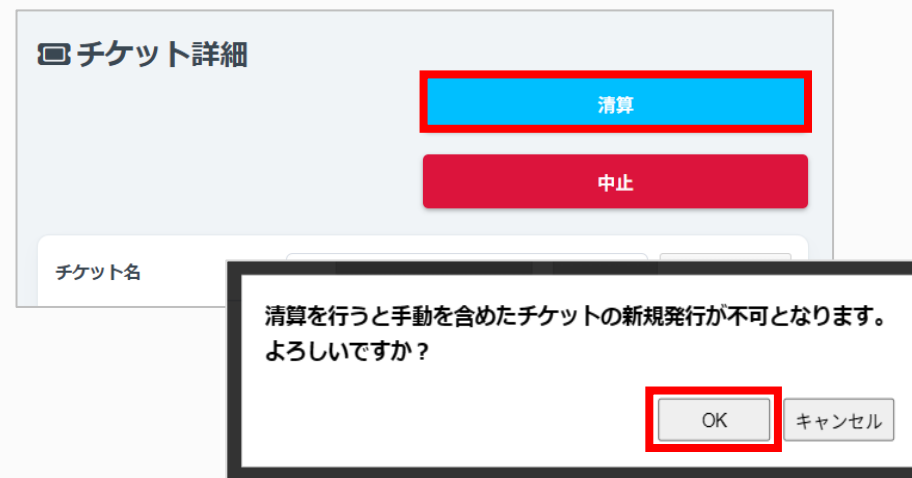 チケット詳細
清算
中止
チケット名
清算を行うと手動を含めたチケットの新規発行が不可となります。
よろしいですか？
OK
キャンセル